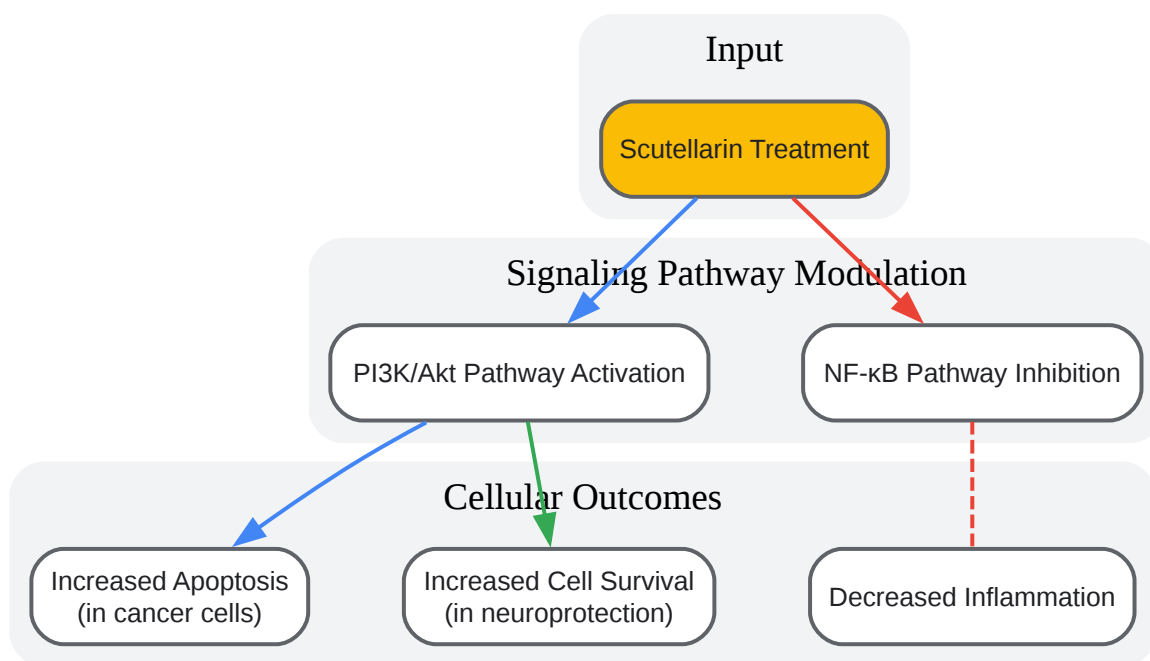 Input
Scutellarin Treatment
Signaling Pathway Modulation
PI3K/Akt Pathway Activation
NF-κB Pathway Inhibition
Cellular Outcomes
Increased Apoptosis
(in cancer cells)
Increased Cell Survival
(in neuroprotection)
Decreased Inflammation